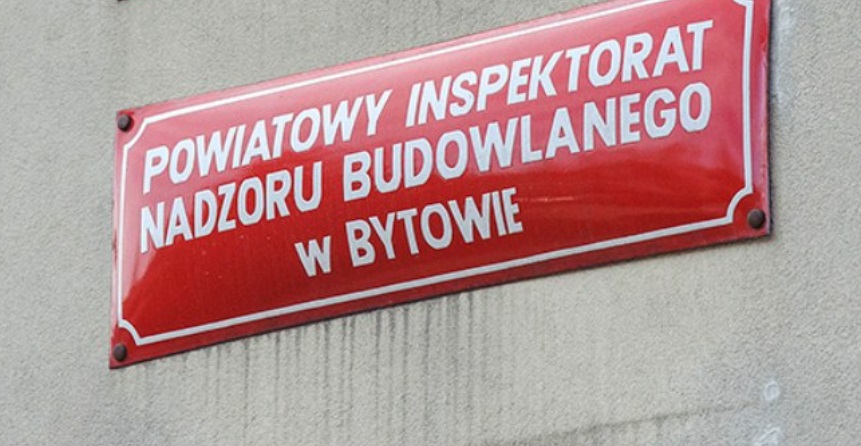 POWIATOWY INSPEKTORAT
NADZORU BUDOWLANEGO
W BYTOWIE